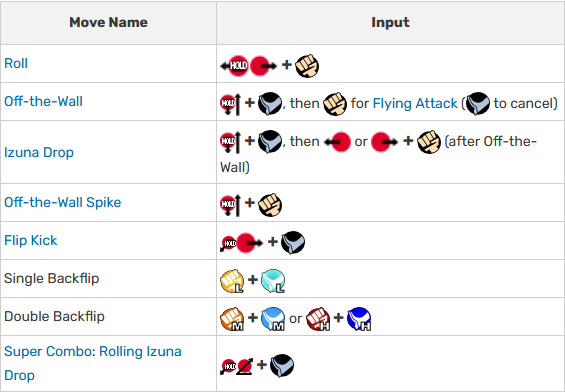 Move Name Input
Roll HOLD +
Off-the-Wall HOLD + , then for Flying Attack ( to cancel)
Izuna Drop HOLD + , then or + (after Off-the-
Wall)
Off-the-Wall Spike HOLD +
Flip Kick HOLD +
Single Backflip L + L
Double Backflip M + M or H + H
Super Combo: Rolling Izuna
Drop HOLD +